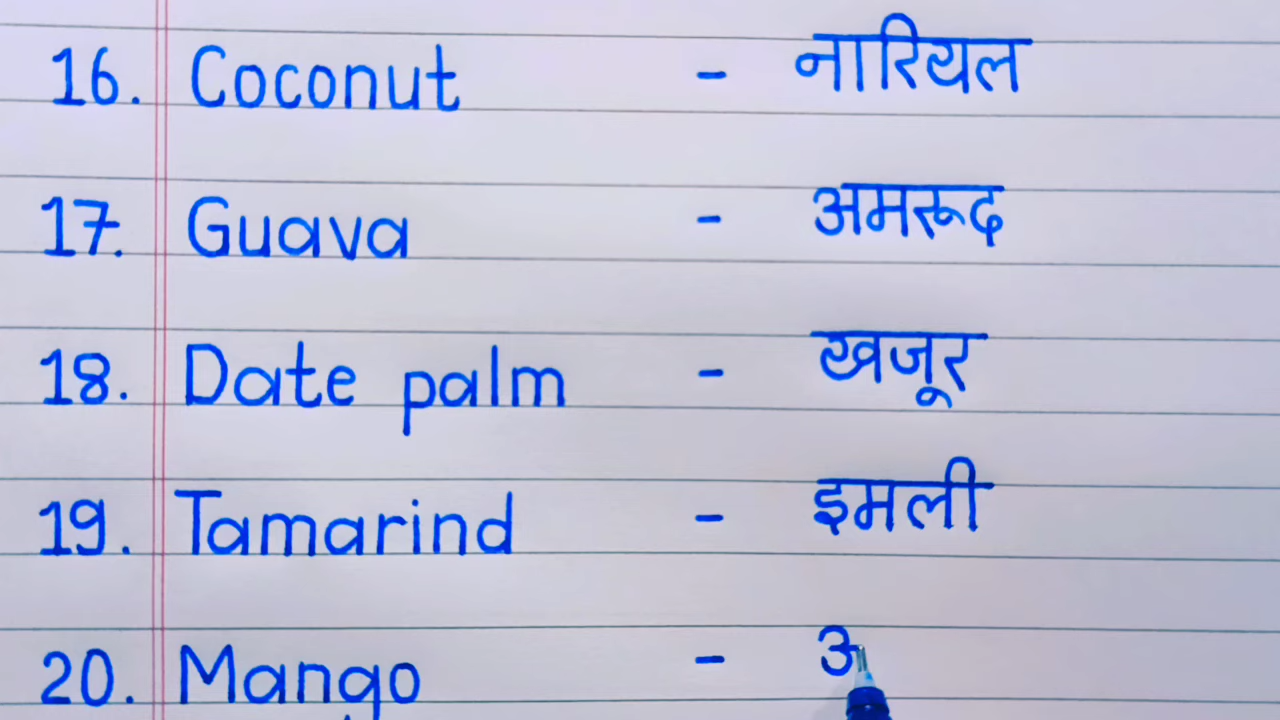 16. Coconut - नारियल
17. Guava - अमरूद
18. Date palm - खजूर
19. Tamarind - इमली
20. Mango -